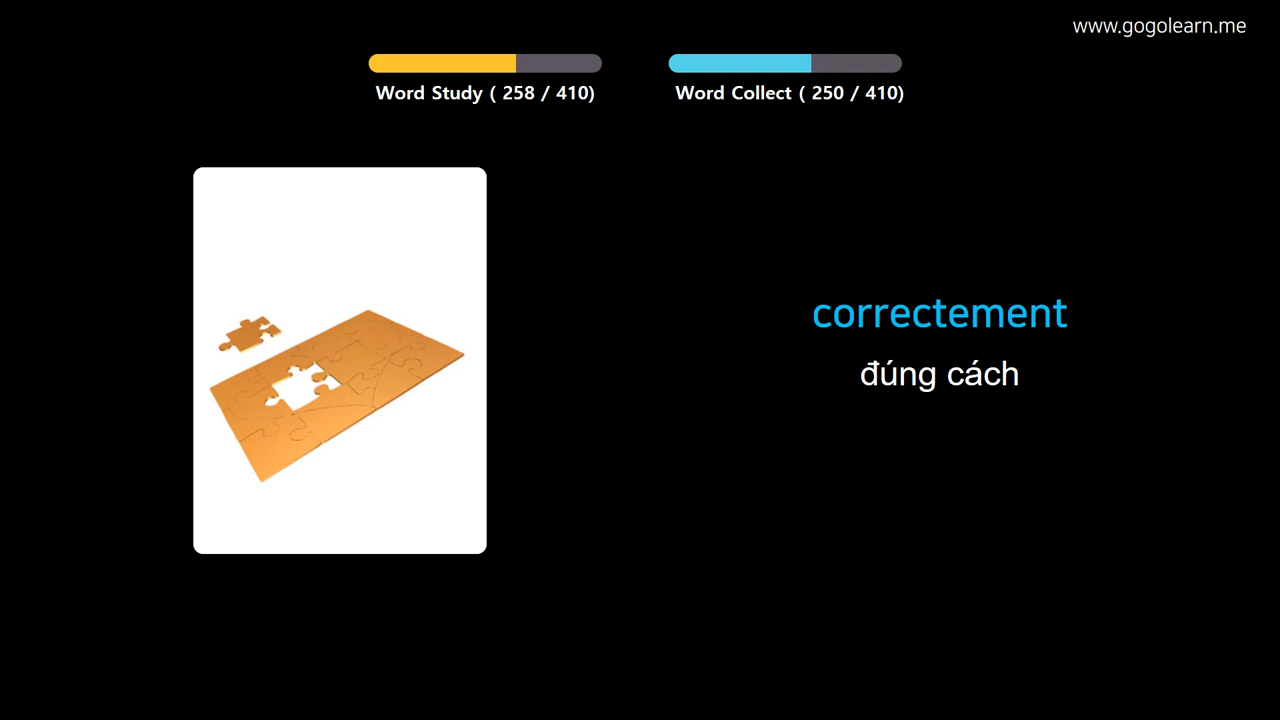 www.gogolearn.me
Word Study ( 258 / 410)
Word Collect ( 250 / 410)
correctement
đúng cách